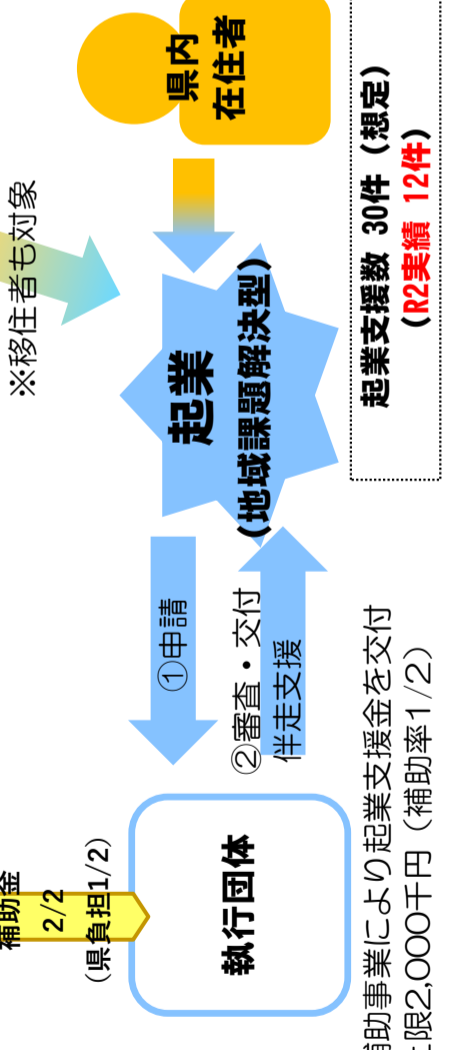 補助金
2/2
(県負担1/2)
執行団体
①申請
②審査・交付
伴走支援
起業
(地域課題解決型)
※移住者も対象
県内
在住者
起業支援数 30件(想定)
(R2実績 12件)
補助事業により起業支援金を交付
上限2,000千円(補助率1/2)